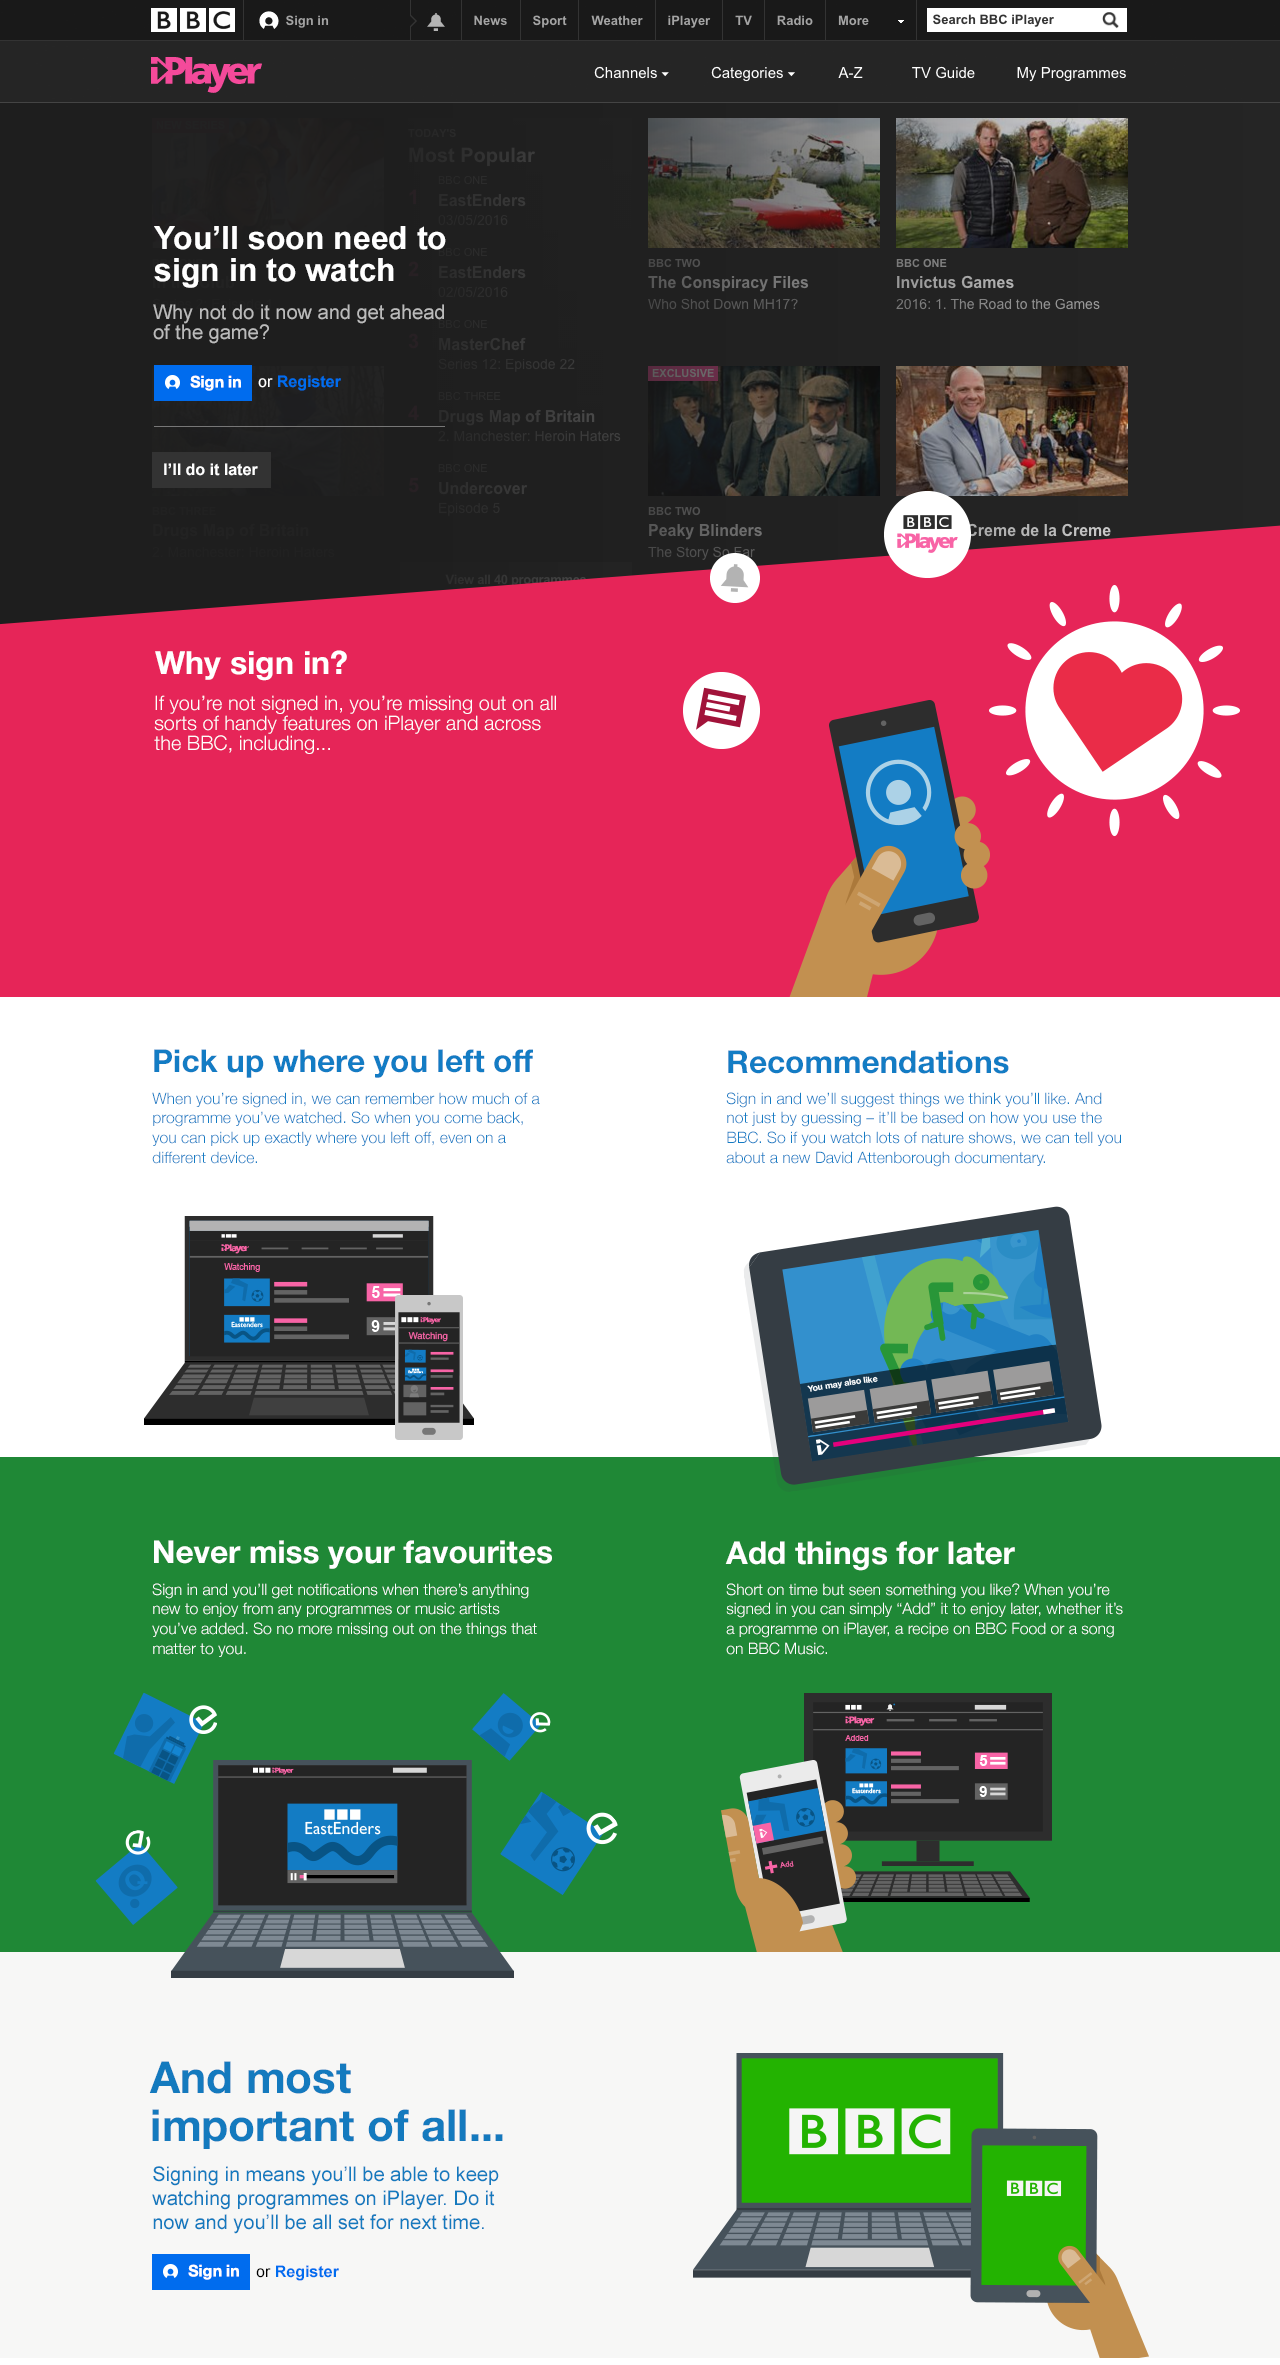 BBC
Sign in
News
Sport
Weather
iPlayer
TV
Radio
More
Search BBC iPlayer
iPlayer
Channels
Categories
A-Z
TV Guide
My Programmes
TODAY'S
Most Popular
BBC ONE
1
EastEnders
03/05/2016
BBC ONE
2
EastEnders
02/05/2016
BBC ONE
3
MasterChef
Series 12: Episode 22
BBC THREE
4
Drugs Map of Britain
2. Manchester: Heroin Haters
BBC ONE
5
Undercover
Episode 5
View all 40 programmes
Drugs Map of Britain
You'll soon need to
sign in to watch
Why not do it now and get ahead
of the game?
Sign in or Register
I'll do it later
BBC TWO
The Conspiracy Files
Who Shot Down MH17?
BBC ONE
Invictus Games
2016: 1. The Road to the Games
EXCLUSIVE
BBC TWO
Peaky Blinders
The Story So Far
Creme de la Creme
BBC
iPlayer
Why sign in?
If you're not signed in, you're missing out on all
sorts of handy features on iPlayer and across
the BBC, including...
Pick up where you left off
When you're signed in, we can remember how much of a
programme you've watched. So when you come back,
you can pick up exactly where you left off, even on a
different device.
iPlayer
Watching
5
Eastenders
9
iPlayer
Watching
Recommendations
Sign in and we'll suggest things we think you'll like. And
not just by guessing – it'll be based on how you use the
BBC. So if you watch lots of nature shows, we can tell you
about a new David Attenborough documentary.
You may also like
Never miss your favourites
Sign in and you'll get notifications when there's anything
new to enjoy from any programmes or music artists
you've added. So no more missing out on the things that
matter to you.
iPlayer
EastEnders
Add things for later
Short on time but seen something you like? When you're
signed in you can simply “Add” it to enjoy later, whether it's
a programme on iPlayer, a recipe on BBC Food or a song
on BBC Music.
iPlayer
Added
5
Eastenders
9
Add
And most
important of all...
Signing in means you'll be able to keep
watching programmes on iPlayer. Do it
now and you'll be all set for next time.
Sign in or Register
BBC
BBC